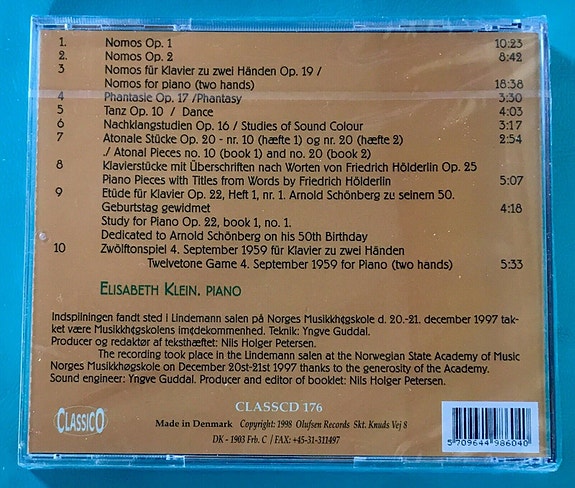 1. Nomos Op. 1 10:23
2. Nomos Op. 2 8:42
3 Nomos für Klavier zu zwei Händen Op. 19 /
Nomos for piano (two hands) 18:38
4 Phantasie Op. 17 /Phantasy 3:30
5 Tanz Op. 10 / Dance 4:03
6 Nachklangstudien Op. 16 / Studies of Sound Colour 3:17
7 Atonale Stücke Op. 20 - nr. 10 (hæfte 1) og nr. 20 (hæfte 2) 2:54
/ Atonal Pieces no. 10 (book 1) and no. 20 (book 2)
8 Klavierstücke mit Überschriften nach Worten von Friedrich Hölderlin Op. 25
Piano Pieces with Titles from Words by Friedrich Hölderlin 5:07
9 Etüde für Klavier Op. 22, Heft 1, nr. 1. Arnold Schönberg zu seinem 50.
Geburtstag gewidmet 4:18
Study for Piano Op. 22, book 1, no. 1.
Dedicated to Arnold Schönberg on his 50th Birthday
10 Zwölftonspiel 4. September 1959 für Klavier zu zwei Händen
Twelvetone Game 4. September 1959 for Piano (two hands) 5:33
ELISABETH KLEIN, PIANO
Indspilningen fandt sted i Lindemann salen på Norges Musikkh¢gskole d. 20.-21. december 1997 tak-
ket være Musikkh¢skolens im¢dekommenhed. Teknik: Yngve Guddal.
Producer og redaktør af teksthæftet: Nils Holger Petersen.
The recording took place in the Lindemann salen at the Norwegian State Academy of Music
Norges Musikkhøgskole on December 20st-21st 1997 thanks to the generosity of the Academy.
Sound engineer: Yngve Guddal. Producer and editor of booklet: Nils Holger Petersen.
CLASSICO
CLASSCD 176
Made in Denmark Copyright: 1998 Olufsen Records Skt. Knuds Vej 8
DK - 1903 Frb. C / FAX: +45-31-311497
5 709644 986040